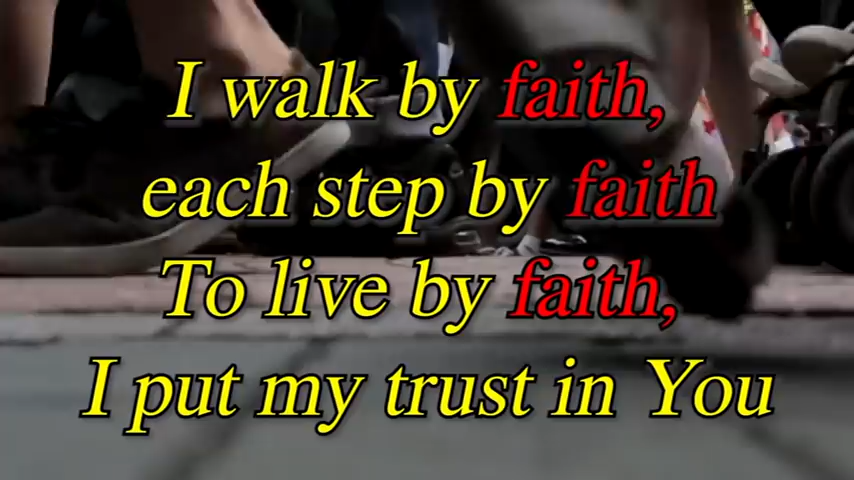 I walk by faith,
each step by faith
To live by faith,
I put my trust in You